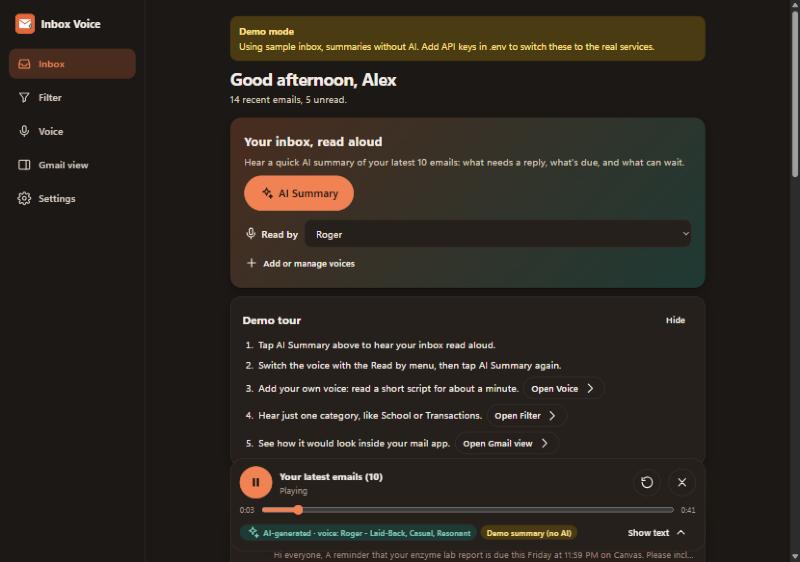 Inbox Voice
Inbox
Filter
Voice
Gmail view
Settings
Demo mode
Using sample inbox, summaries without AI. Add API keys in .env to switch these to the real services.
Good afternoon, Alex
14 recent emails, 5 unread.
Your inbox, read aloud
Hear a quick AI summary of your latest 10 emails: what needs a reply, what's due, and what can wait.
AI Summary
Read by Roger
Add or manage voices
Demo tour Hide
1. Tap AI Summary above to hear your inbox read aloud.
2. Switch the voice with the Read by menu, then tap AI Summary again.
3. Add your own voice: read a short script for about a minute. Open Voice
4. Hear just one category, like School or Transactions. Open Filter
5. See how it would look inside your mail app. Open Gmail view
Your latest emails (10)
Playing
0:03 0:41
AI-generated · voice: Roger - Laid-Back, Casual, Resonant Demo summary (no AI) Show text
Hi everyone, A reminder that your enzyme lab report is due this Friday at 11:59 PM on Canvas. Please incl...